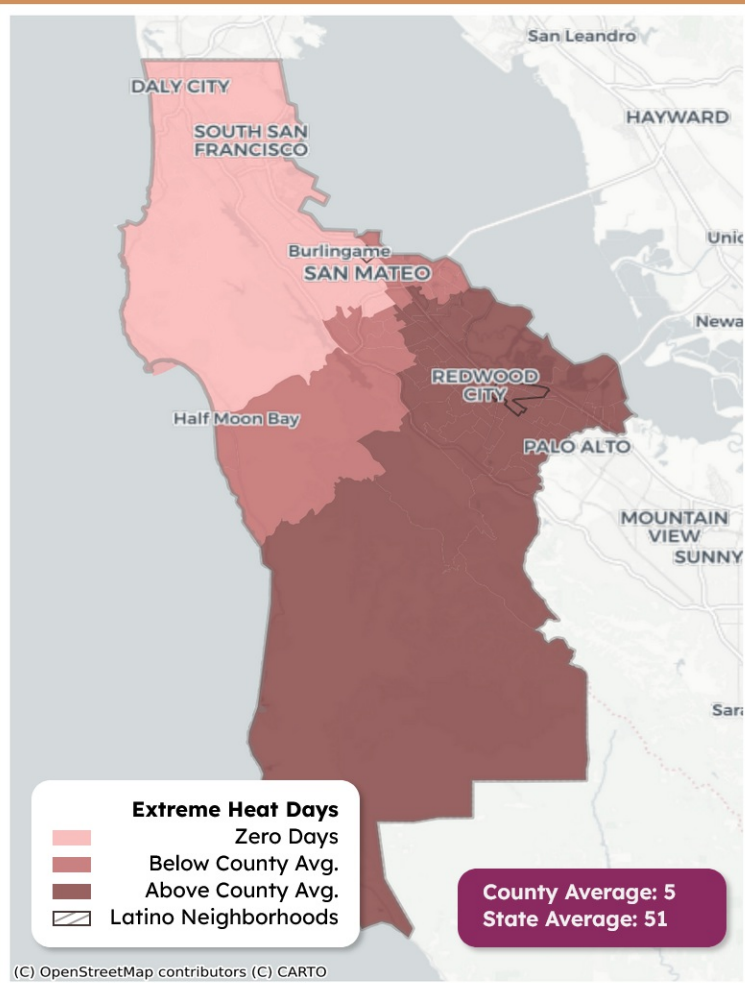 San Leandro
DALY CITY
HAYWARD
SOUTH SAN
FRANCISCO
Unic
Burlingame
SAN MATEO
Newa
REDWOOD
CITY
Half Moon Bay
PALO ALTO
MOUNTAIN
VIEW
SUNNY
Sara
Extreme Heat Days
Zero Days
Below County Avg.
Above County Avg.
Latino Neighborhoods
County Average: 5
State Average: 51
(C) OpenStreetMap contributors (C) CARTO